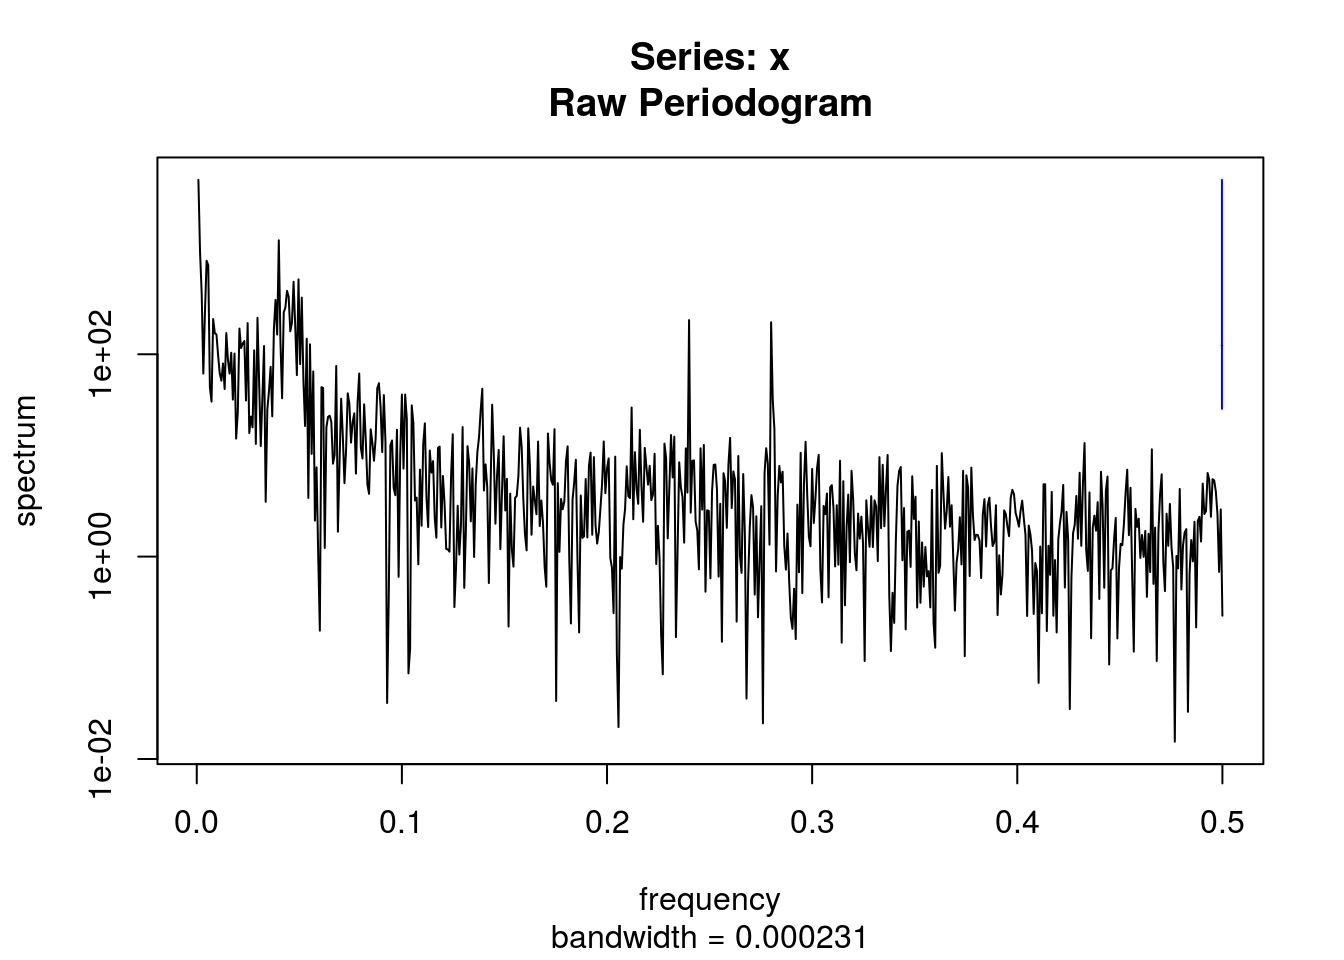 Series: x
Raw Periodogram
spectrum
1e+02
1e+00
1e-02
0.0 0.1 0.2 0.3 0.4 0.5
frequency
bandwidth = 0.000231